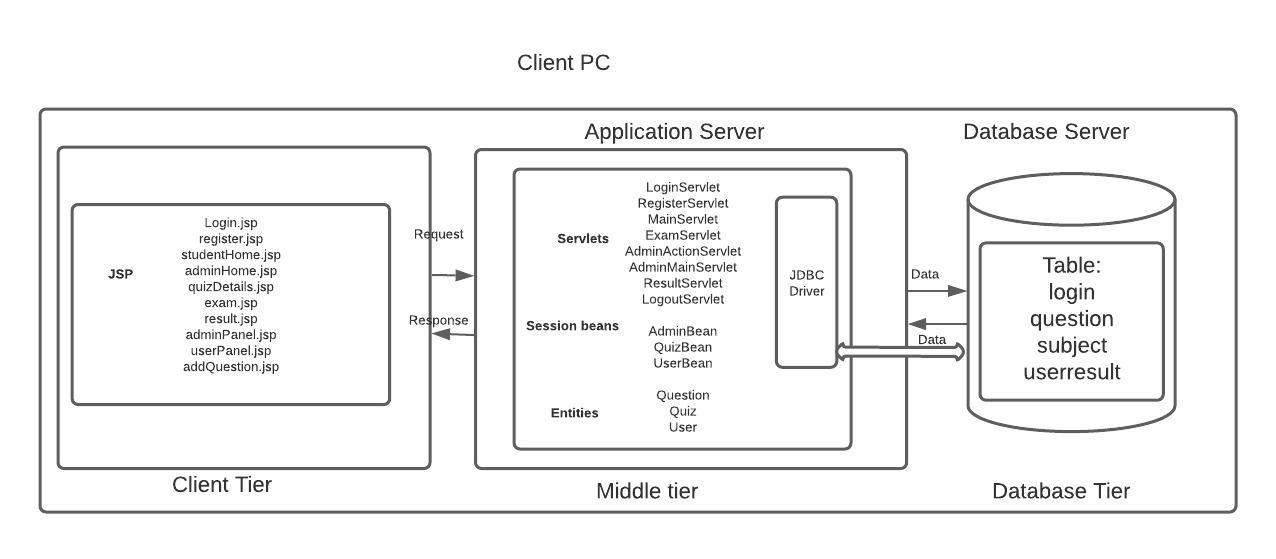 Client PC
Application Server
Database Server
JSP
Login.jsp
register.jsp
studentHome.jsp
adminHome.jsp
quizDetails.jsp
exam.jsp
result.jsp
adminPanel.jsp
userPanel.jsp
addQuestion.jsp
Client Tier
Request
Response
Servlets
LoginServlet
RegisterServlet
MainServlet
ExamServlet
AdminActionServlet
AdminMainServlet
ResultServlet
LogoutServlet
Session beans
AdminBean
QuizBean
UserBean
Entities
Question
Quiz
User
JDBC
Driver
Middle tier
Data
Data
Table:
login
question
subject
userresult
Database Tier